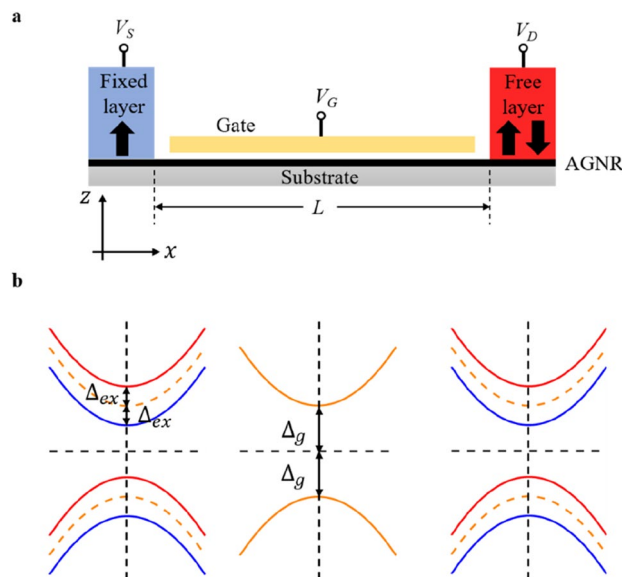 a
V_S
V_D
Fixed
layer
Free
layer
V_G
Gate
AGNR
Substrate
z
L
x
b
Δ_ex
Δ_ex
Δ_g
Δ_g